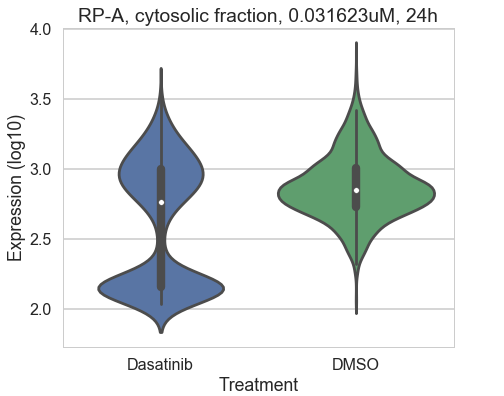 RP-A, cytosolic fraction, 0.031623uM, 24h
Expression (log10)
4.0
3.5
3.0
2.5
2.0
Dasatinib
DMSO
Treatment